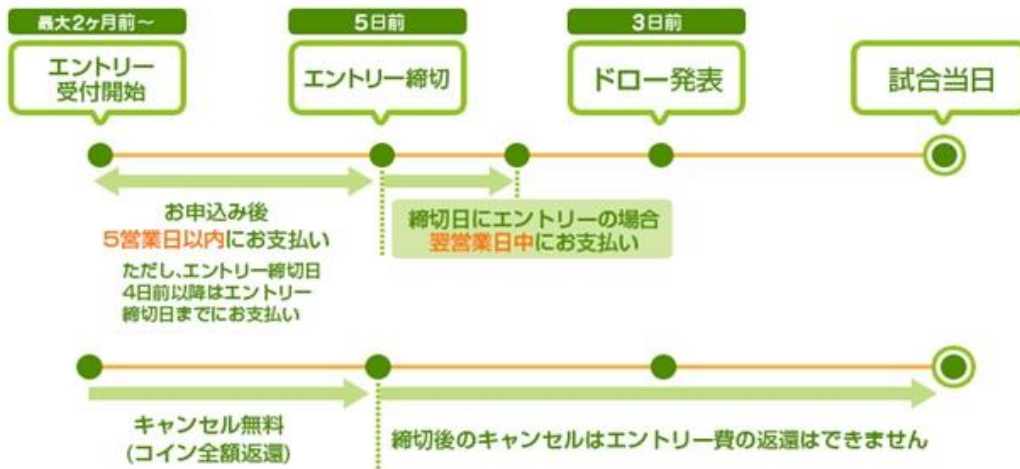 最大2ヶ月前～
エントリー
受付開始
5日前
エントリー締切
3日前
ドロー発表
試合当日
お申込み後
5営業日以内にお支払い
ただし、エントリー締切日
4日前以降はエントリー
締切日までにお支払い
締切日にエントリーの場合
翌営業日中にお支払い
キャンセル無料
(コイン全額返還)
締切後のキャンセルはエントリー費の返還はできません